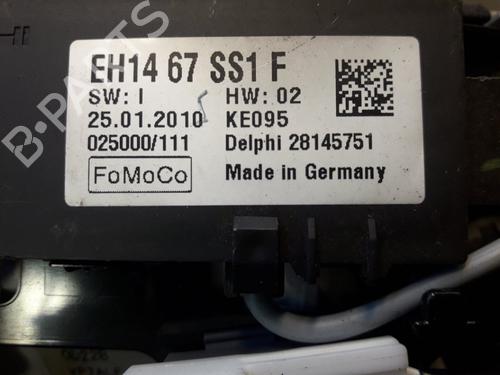 EH14 67 SS1 F
SW: I HW: 02
25.01.2010 KE095
025000/111 Delphi 28145751
FoMoCo Made in Germany
B-PARTS